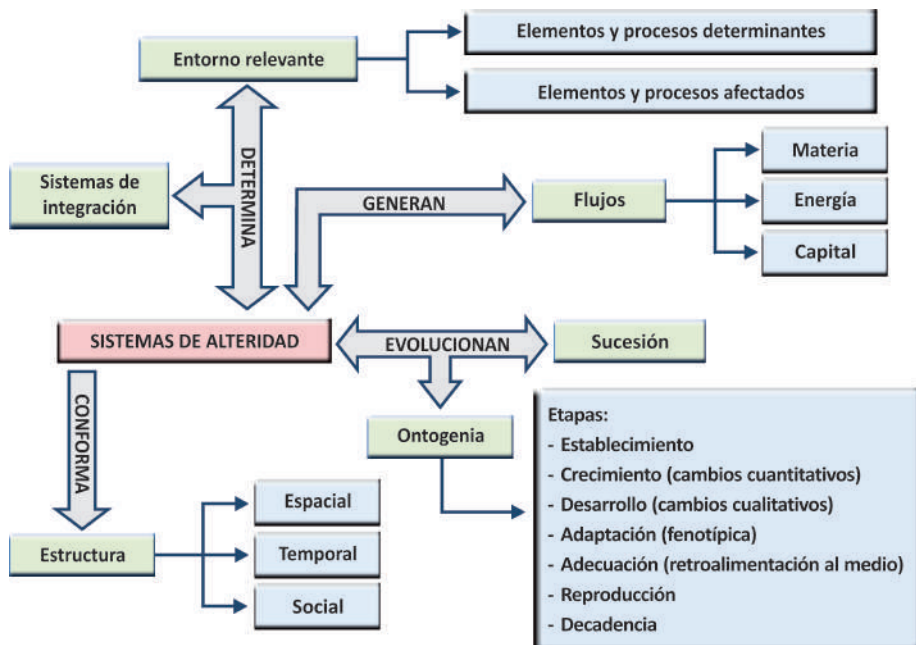 Entorno relevante
Elementos y procesos determinantes
Elementos y procesos afectados
DETERMINA
Sistemas de
integración
GENERAN
Flujos
Materia
Energía
Capital
SISTEMAS DE ALTERIDAD
EVOLUCIONAN
Sucesión
CONFORMA
Ontogenia
Etapas:
- Establecimiento
- Crecimiento (cambios cuantitativos)
- Desarrollo (cambios cualitativos)
- Adaptación (fenotípica)
- Adecuación (retroalimentación al medio)
- Reproducción
- Decadencia
Estructura
Espacial
Temporal
Social